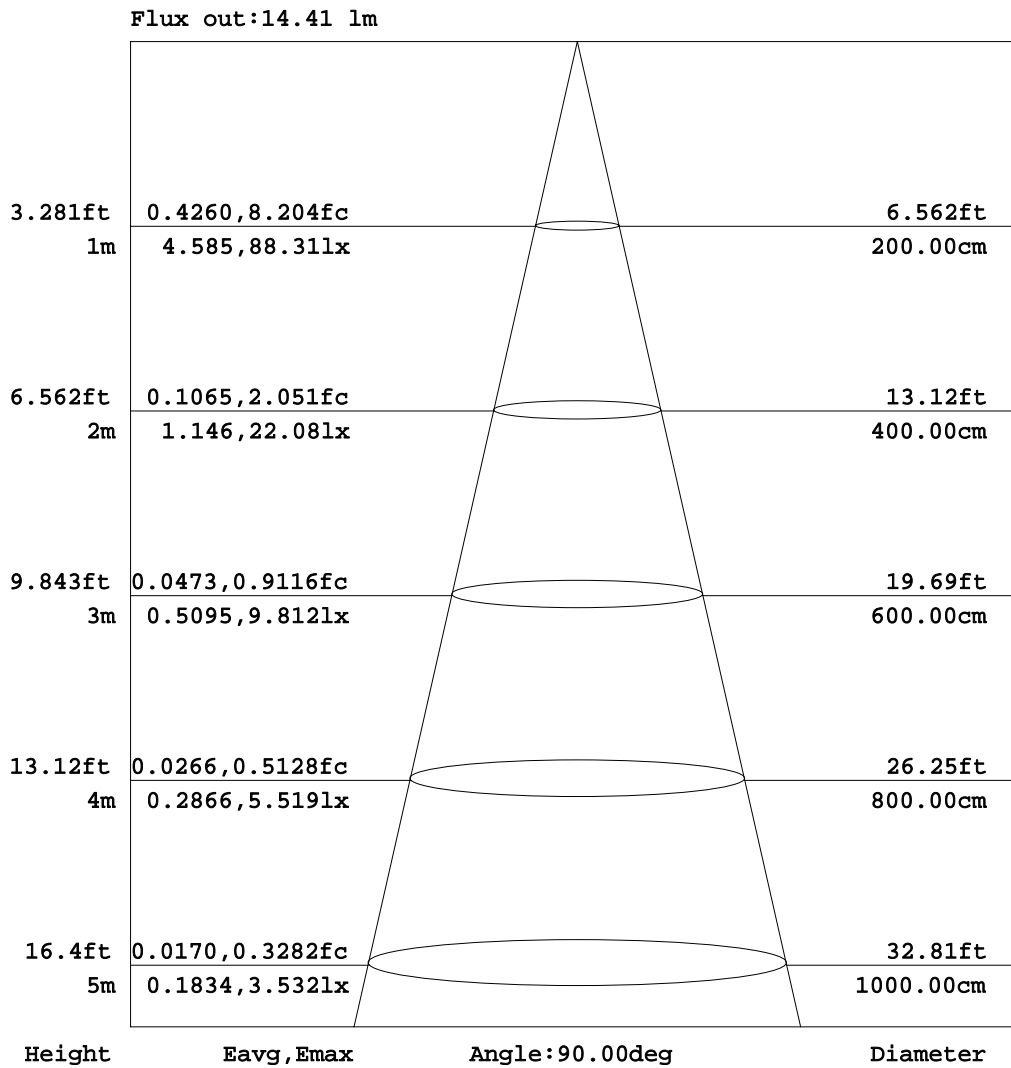 Flux out:14.41 lm
3.281ft 0.4260,8.204fc 6.562ft
1m 4.585,88.31lx 200.00cm
6.562ft 0.1065,2.051fc 13.12ft
2m 1.146,22.08lx 400.00cm
9.843ft 0.0473,0.9116fc 19.69ft
3m 0.5095,9.812lx 600.00cm
13.12ft 0.0266,0.5128fc 26.25ft
4m 0.2866,5.519lx 800.00cm
16.4ft 0.0170,0.3282fc 32.81ft
5m 0.1834,3.532lx 1000.00cm
Height Eavg,Emax Angle:90.00deg Diameter